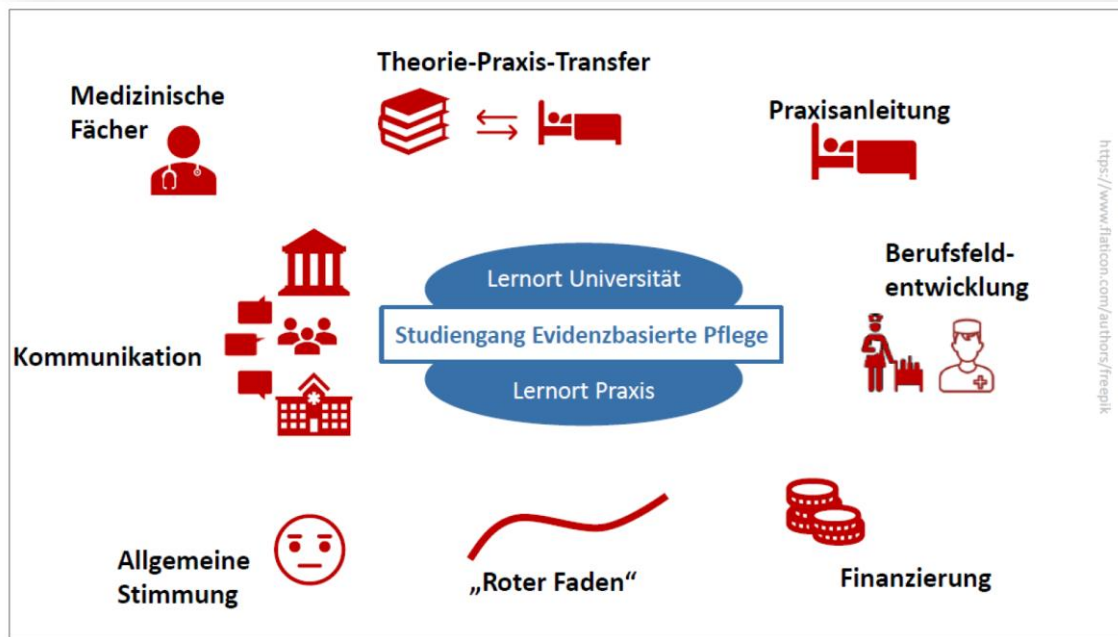 Theorie-Praxis-Transfer
Medizinische
Fächer
Praxisanleitung
Lernort Universität
Studiengang Evidenzbasierte Pflege
Lernort Praxis
Berufsfeld-
entwicklung
Kommunikation
Allgemeine
Stimmung
„Roter Faden“
Finanzierung
https://www.flaticon.com/authors/freepik